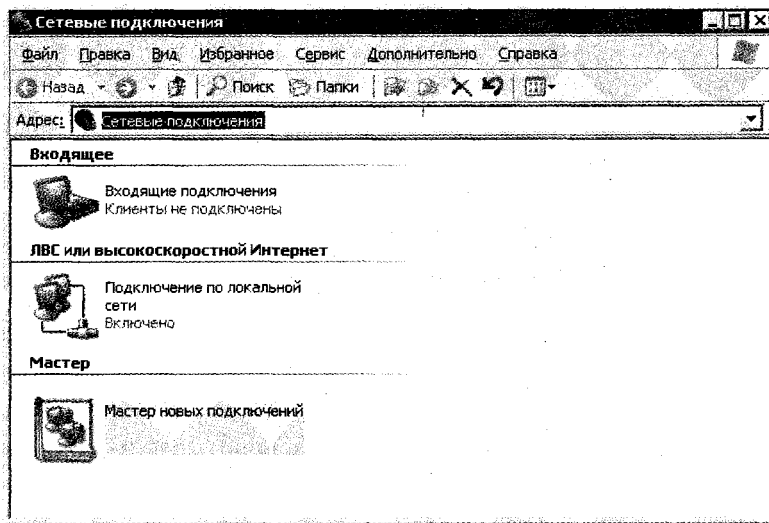 Сетевые подключения
Файл Правка Вид Избранное Сервис Дополнительно Справка
Назад Поиск Папки
Адрес: Сетевые подключения
Входящее
Входящие подключения
Клиенты не подключены
ЛВС или высокоскоростной Интернет
Подключение по локальной
сети
Включено
Мастер
Мастер новых подключений